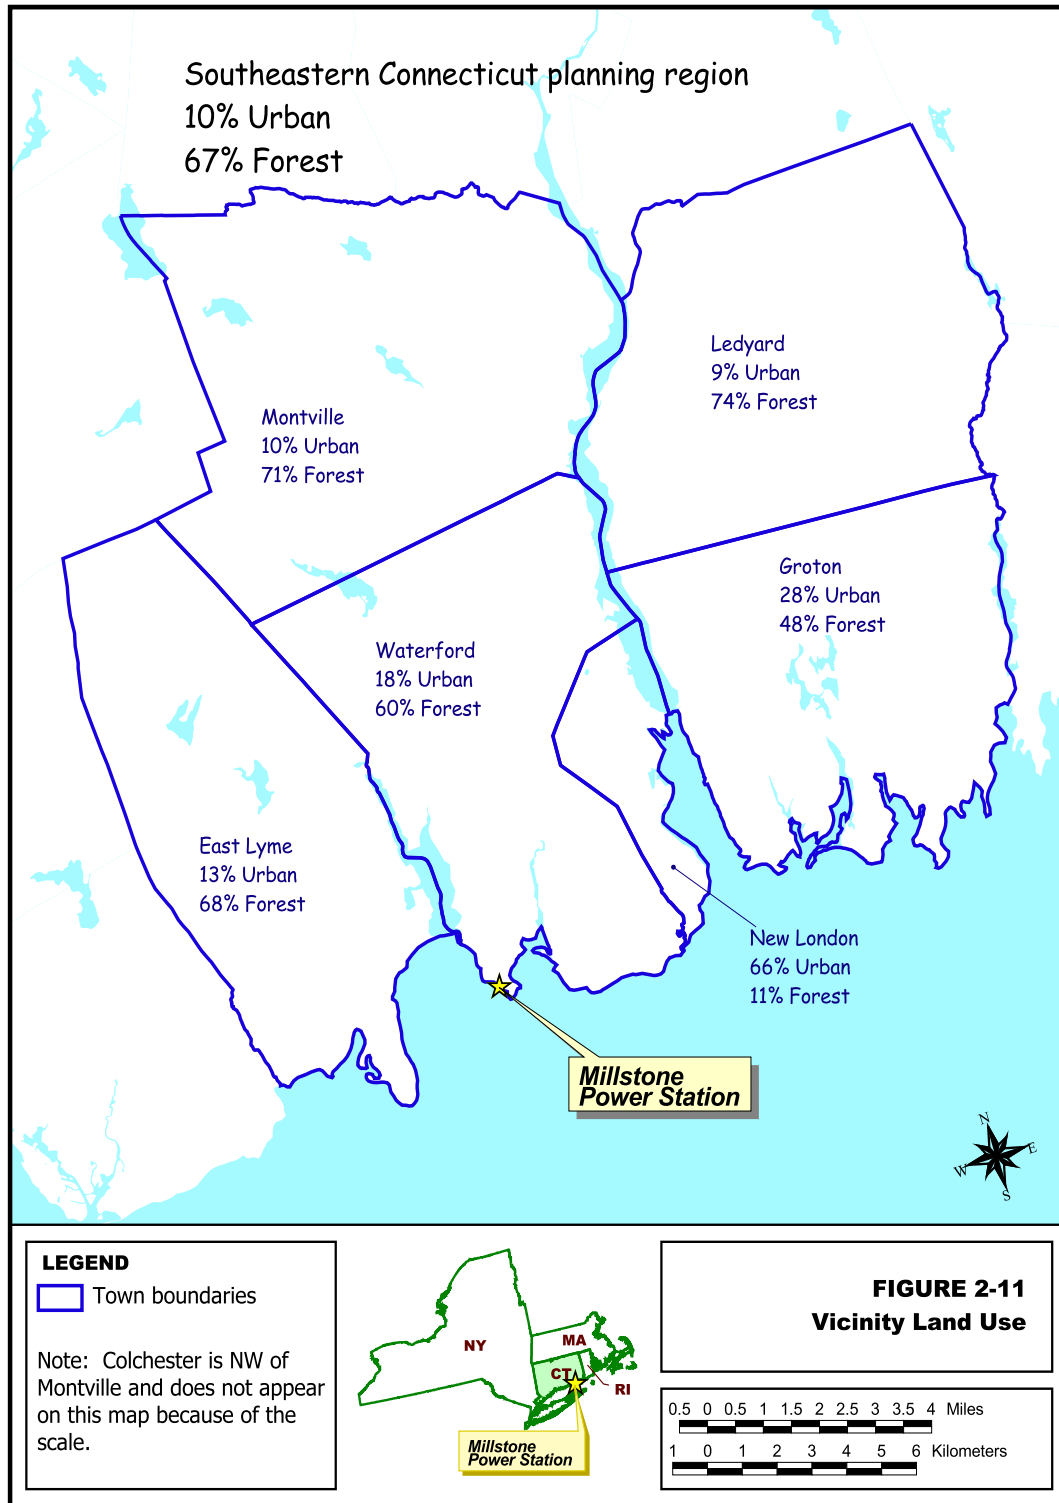 Southeastern Connecticut planning region
10% Urban
67% Forest
Ledyard
9% Urban
74% Forest
Montville
10% Urban
71% Forest
Groton
28% Urban
48% Forest
Waterford
18% Urban
60% Forest
East Lyme
13% Urban
68% Forest
New London
66% Urban
11% Forest
Millstone
Power Station
N
E
W
S
LEGEND
Town boundaries
Note: Colchester is NW of
Montville and does not appear
on this map because of the
scale.
NY
MA
CT
RI
Millstone
Power Station
FIGURE 2-11
Vicinity Land Use
0.5 0 0.5 1 1.5 2 2.5 3 3.5 4 Miles
1 0 1 2 3 4 5 6 Kilometers